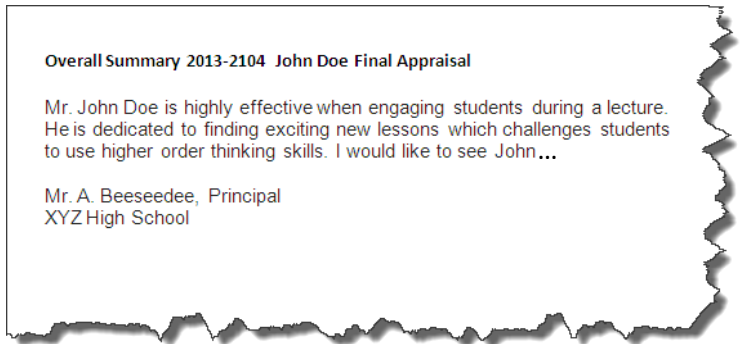 Overall Summary 2013-2104 John Doe Final Appraisal
Mr. John Doe is highly effective when engaging students during a lecture.
He is dedicated to finding exciting new lessons which challenges students
to use higher order thinking skills. I would like to see John...
Mr. A. Beeseedee, Principal
XYZ High School